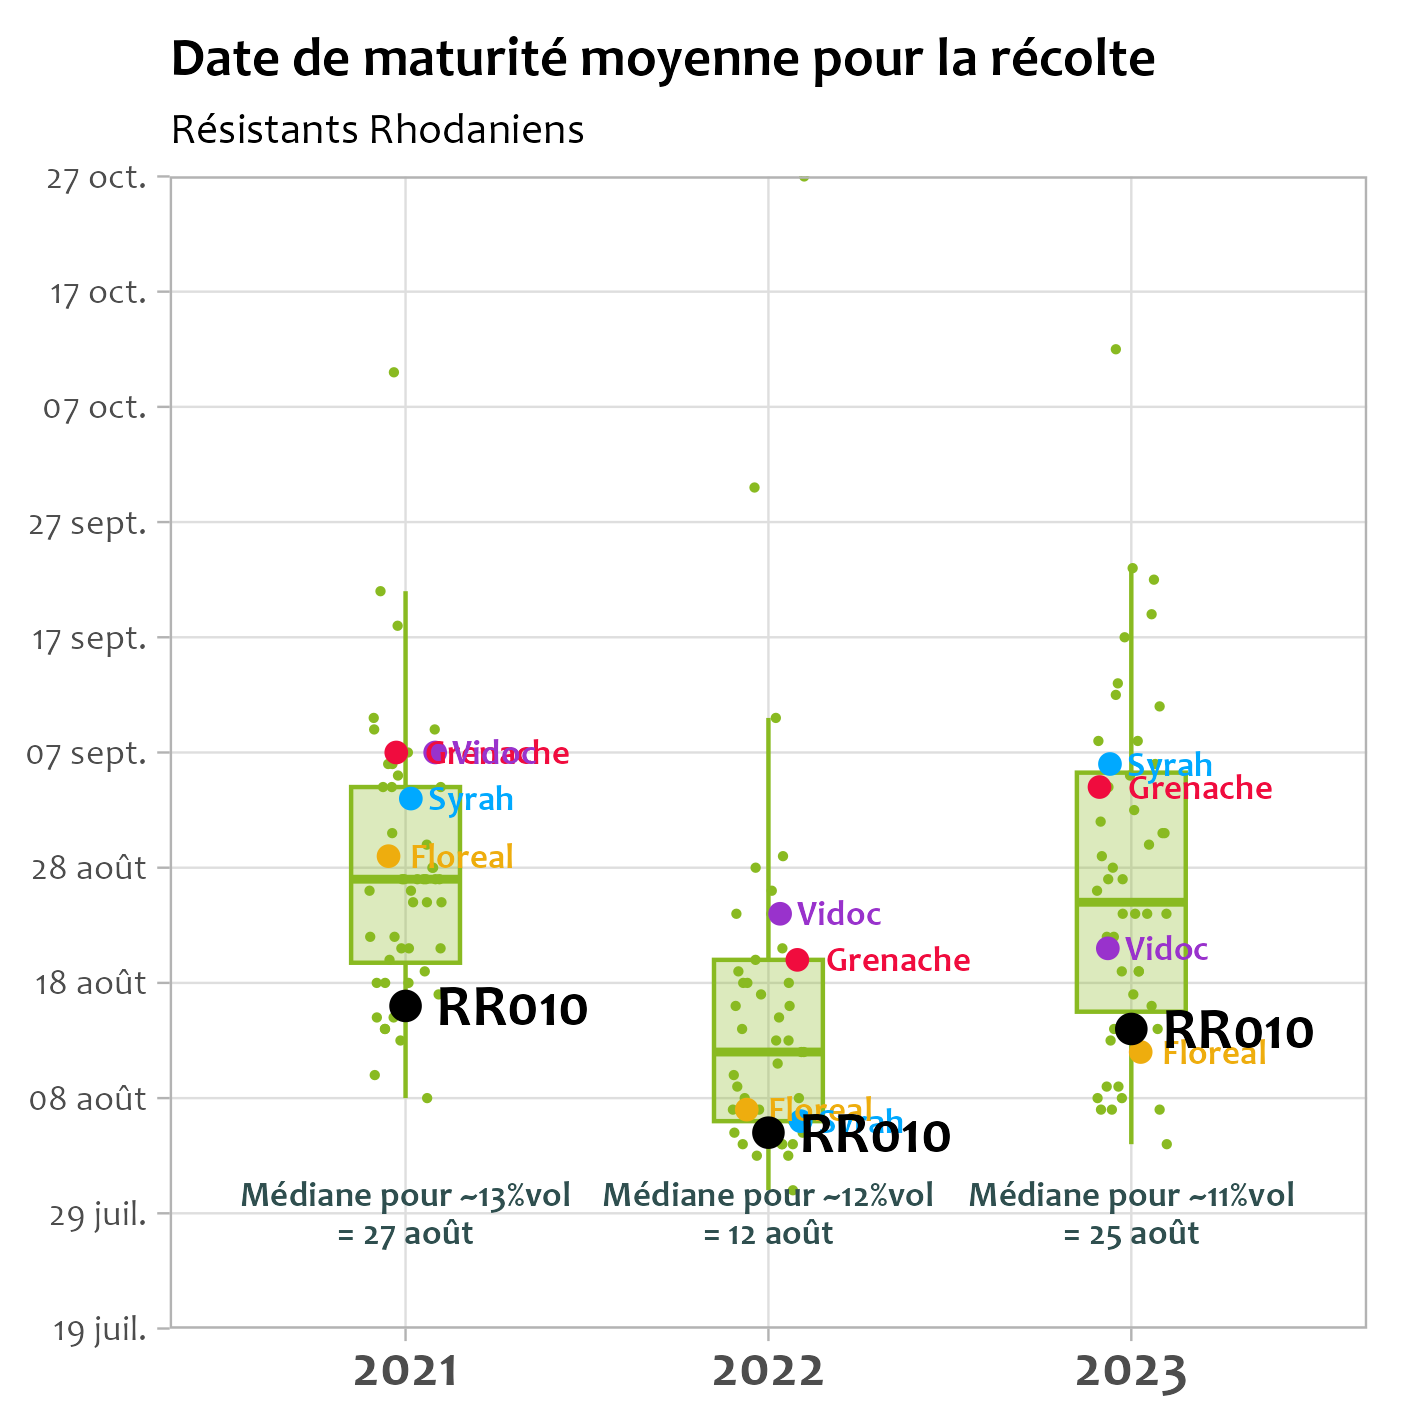 Date de maturité moyenne pour la récolte
Résistants Rhodaniens
27 oct.
17 oct.
07 oct.
27 sept.
17 sept.
07 sept.
28 août
18 août
08 août
29 juil.
19 juil.
Grenache
Vidoc
Syrah
Floreal
RR010
Médiane pour ~13%vol
= 27 août
Vidoc
Grenache
Floreal
Syrah
RR010
Médiane pour ~12%vol
= 12 août
Syrah
Grenache
Vidoc
RR010
Floreal
Médiane pour ~11%vol
= 25 août
2021
2022
2023